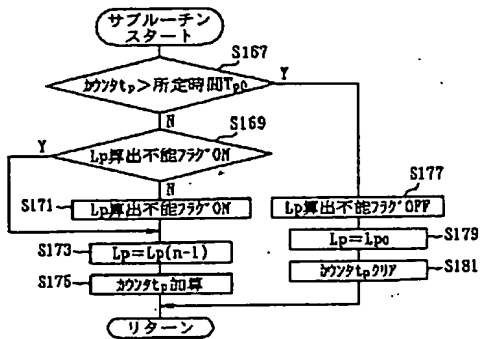 サブルーチン
スタート
S167
カウンタtp>所定時間Tp0
Y
N
S169
Y
Lp算出不能フラグON
N
S177
S171
Lp算出不能フラグON
Lp算出不能フラグOFF
S173
Lp=Lp(n-1)
Lp=Lp0
S179
S175
カウンタtp加算
カウンタtpクリア
S181
リターン